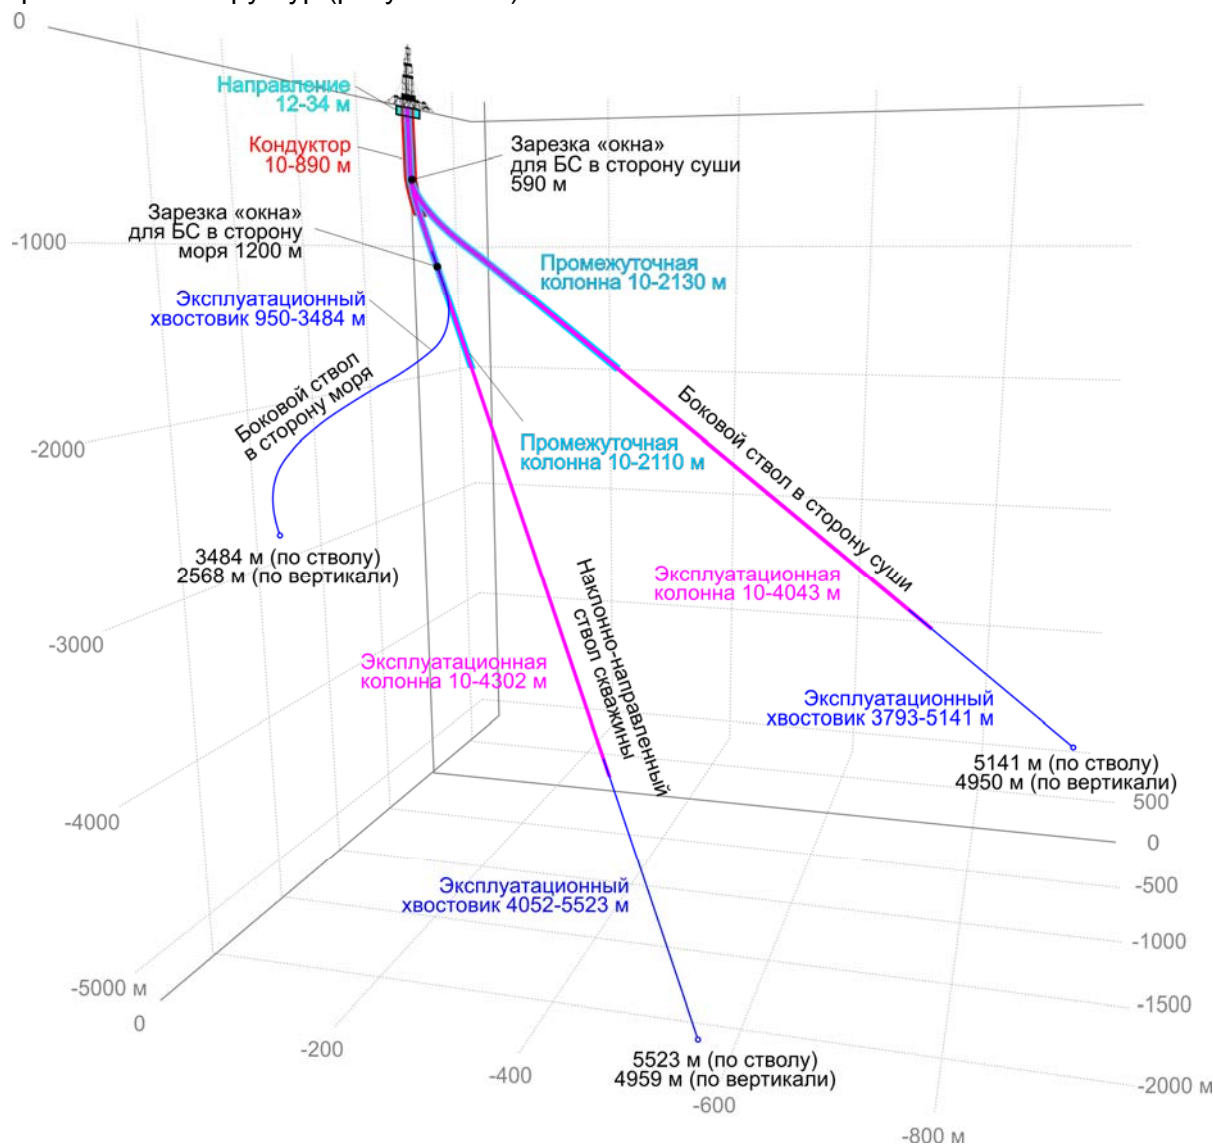 0
Направление
12-34 м
Кондуктор
10-890 м
Зарезка «окна»
для БС в сторону суши
590 м
Зарезка «окна»
для БС в сторону
моря 1200 м
-1000
Промежуточная
колонна 10-2130 м
Эксплуатационный
хвостовик 950-3484 м
Боковой ствол
в сторону моря
Боковой ствол в сторону суши
-2000
Промежуточная
колонна 10-2110 м
3484 м (по стволу)
2568 м (по вертикали)
Наклонно-направленный
ствол скважины
Эксплуатационная
колонна 10-4043 м
-3000
Эксплуатационная
колонна 10-4302 м
Эксплуатационный
хвостовик 3793-5141 м
5141 м (по стволу)
4950 м (по вертикали)
500
-4000
0
Эксплуатационный
хвостовик 4052-5523 м
-500
-1000
-5000 м
-1500
0
-200
5523 м (по стволу)
4959 м (по вертикали)
-400
-2000 м
-600
-800 м